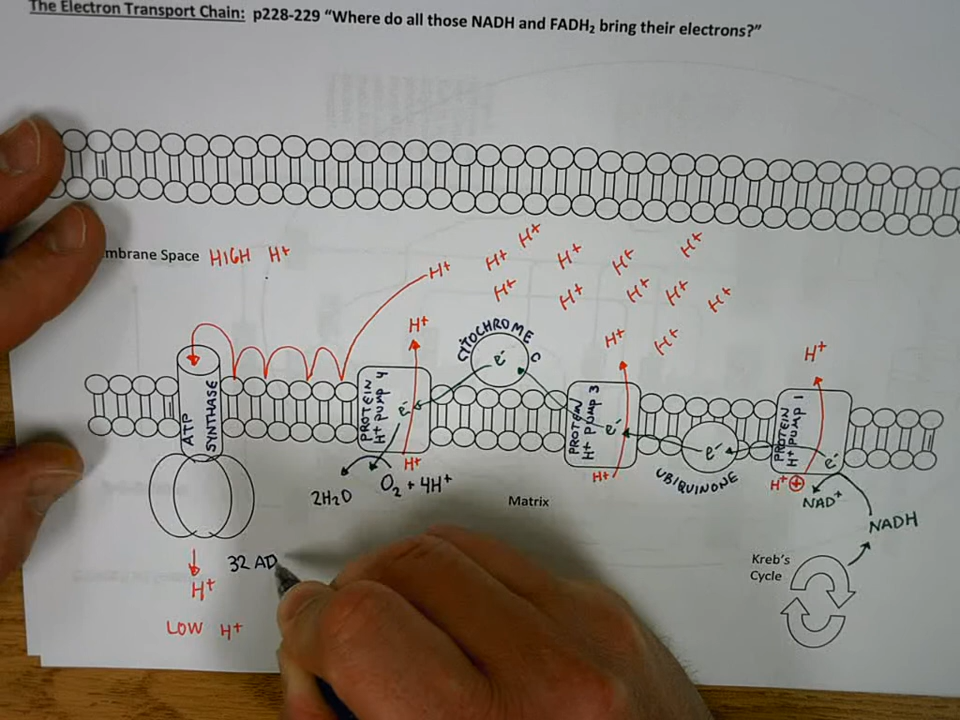 The Electron Transport Chain: p228-229 “Where do all those NADH and FADH₂ bring their electrons?”
mbrane Space HIGH H+
H+ H+ H+ H+ H+
H+
H+ H+ H+ H+ H+
H+
H+ H+ H+
CYTOCHROME C
e⁻
ATP SYNTHASE
PROTEIN H+ PUMP 4
e⁻
PROTEIN H+ PUMP 3
e⁻
UBIQUINONE
e⁻
PROTEIN H+ PUMP 1
e⁻
H+
H+
H+ +
2H₂O
O₂ + 4H+
Matrix
NAD+
NADH
Kreb’s
Cycle
32 AD
H+
LOW H+